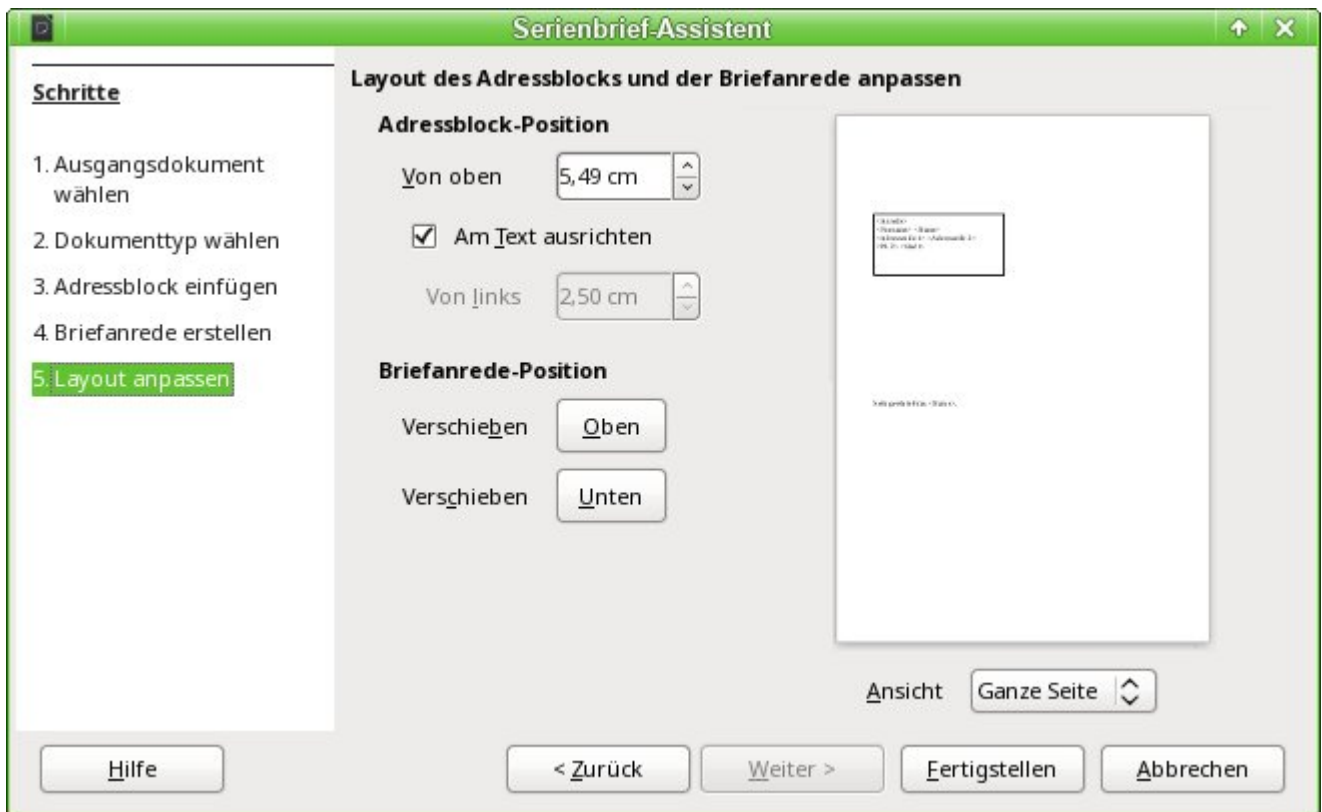 Serienbrief-Assistent
Schritte
1. Ausgangsdokument
wählen
2. Dokumenttyp wählen
3. Adressblock einfügen
4. Briefanrede erstellen
5. Layout anpassen
Layout des Adressblocks und der Briefanrede anpassen
Adressblock-Position
Von oben 5,49 cm
Am Text ausrichten
Von links 2,50 cm
Briefanrede-Position
Verschieben Oben
Verschieben Unten
Ansicht Ganze Seite
Hilfe < Zurück Weiter > Fertigstellen Abbrechen